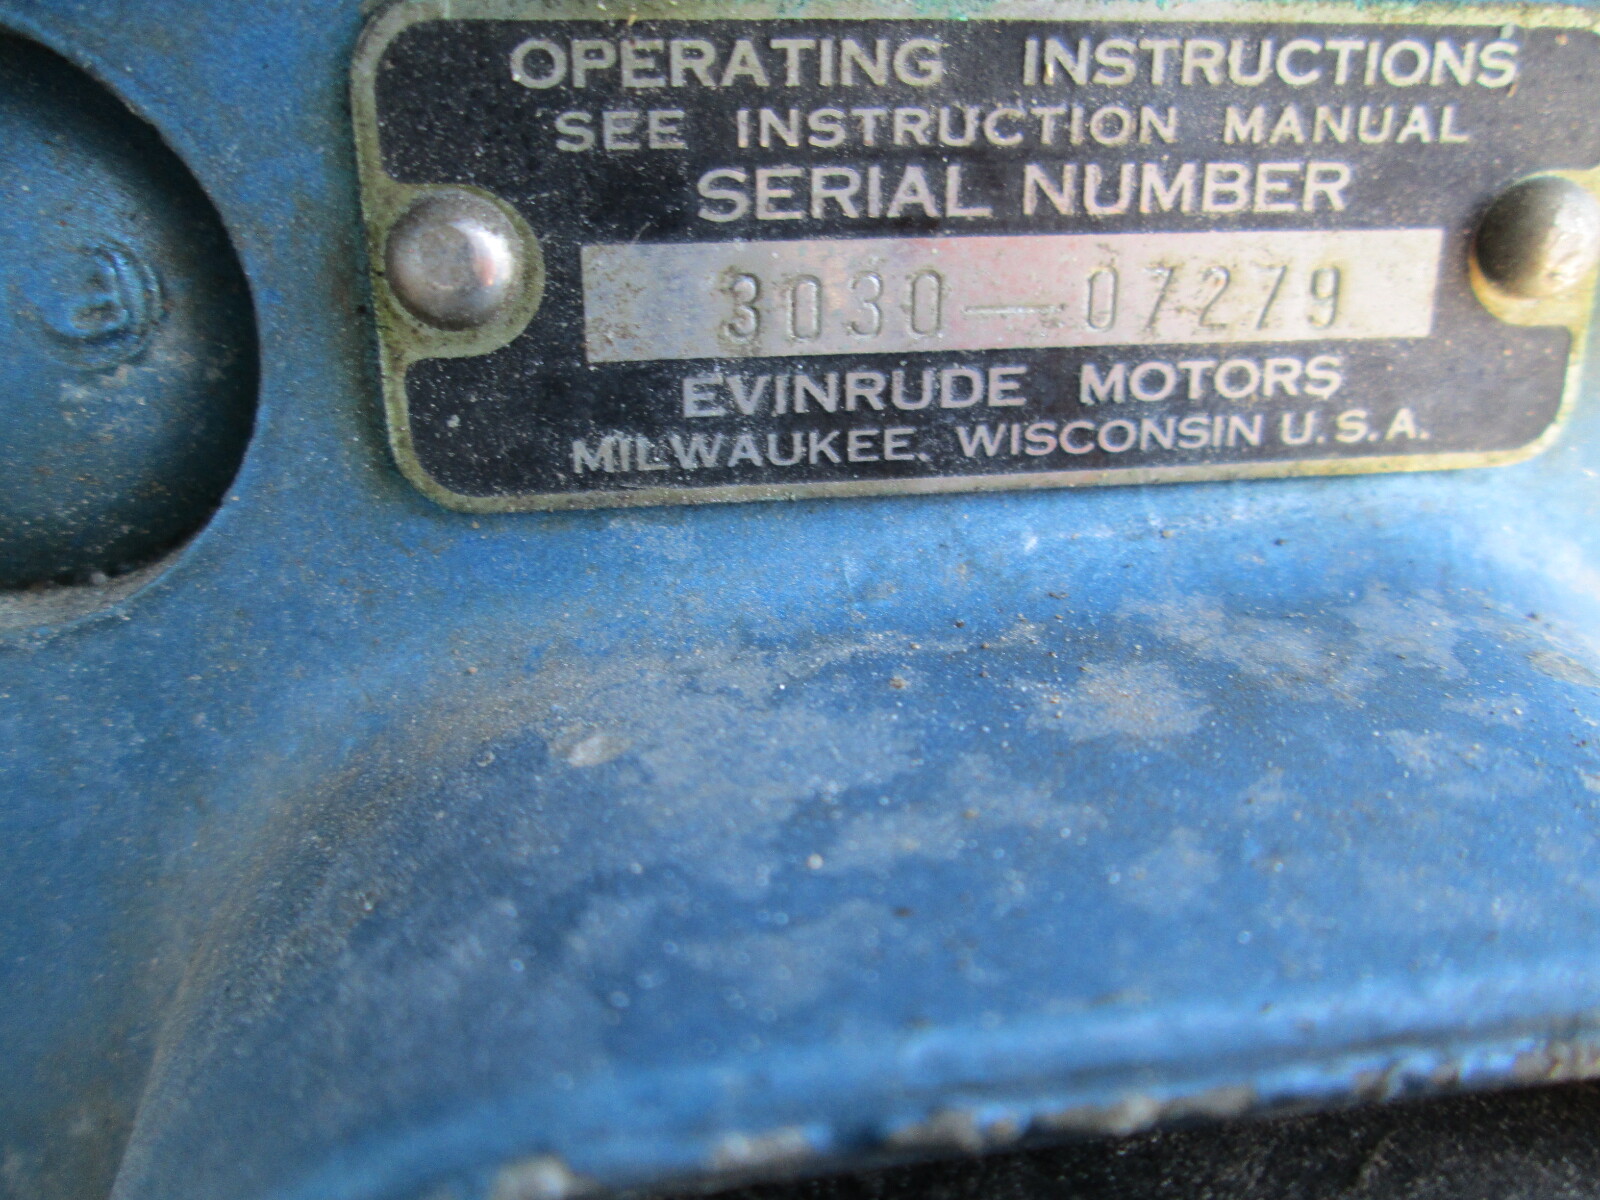 OPERATING INSTRUCTIONS
SEE INSTRUCTION MANUAL
SERIAL NUMBER
3030—07279
EVINRUDE MOTORS
MILWAUKEE, WISCONSIN U.S.A.